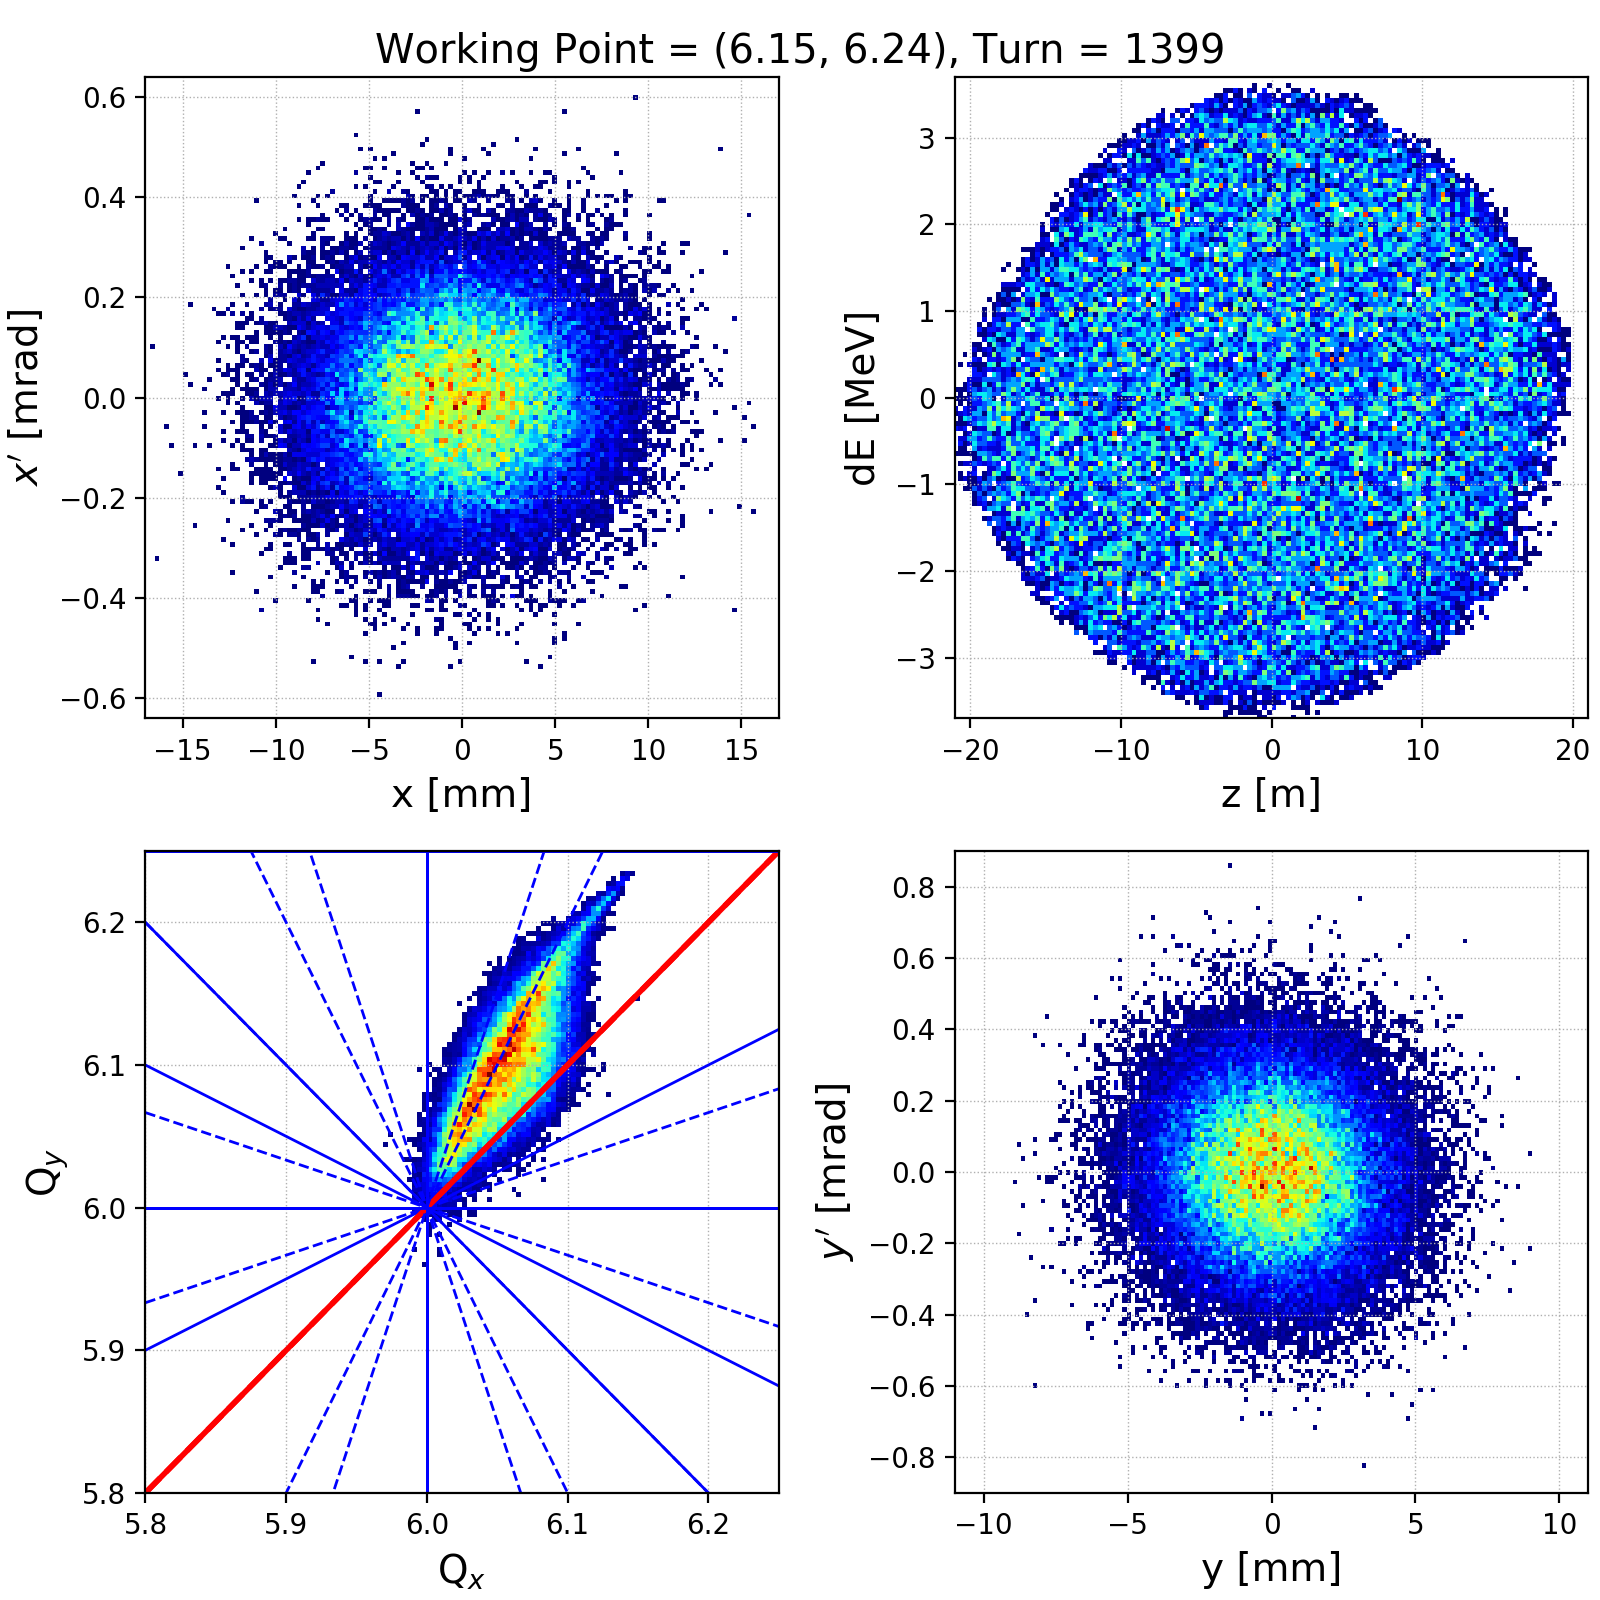 Working Point = (6.15, 6.24), Turn = 1399
0.6
0.4
0.2
0.0
−0.2
−0.4
−0.6
x′ [mrad]
−15 −10 −5 0 5 10 15
x [mm]
3
2
1
0
−1
−2
−3
dE [MeV]
−20 −10 0 10 20
z [m]
6.2
6.1
6.0
5.9
5.8
Qy
5.8 5.9 6.0 6.1 6.2
Qx
0.8
0.6
0.4
0.2
0.0
−0.2
−0.4
−0.6
−0.8
y′ [mrad]
−10 −5 0 5 10
y [mm]